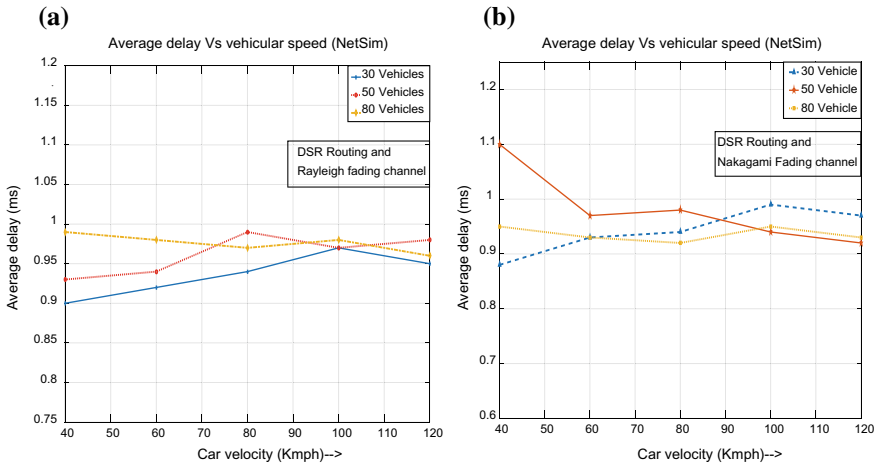 (a)
Average delay Vs vehicular speed (NetSim)
1.2
1.15
1.1
1.05
1
0.95
0.9
0.85
0.8
0.75
Average delay (ms)
30 Vehicles
50 Vehicles
80 Vehicles
DSR Routing and
Rayleigh fading channel
40 50 60 70 80 90 100 110 120
Car velocity (Kmph)-->
(b)
Average delay Vs vehicular speed (NetSim)
1.2
1.1
1
0.9
0.8
0.7
0.6
Average delay (ms)
30 Vehicle
50 Vehicle
80 Vehicle
DSR Routing and
Nakagami Fading channel
40 50 60 70 80 90 100 110 120
Car velocity (Kmph)-->